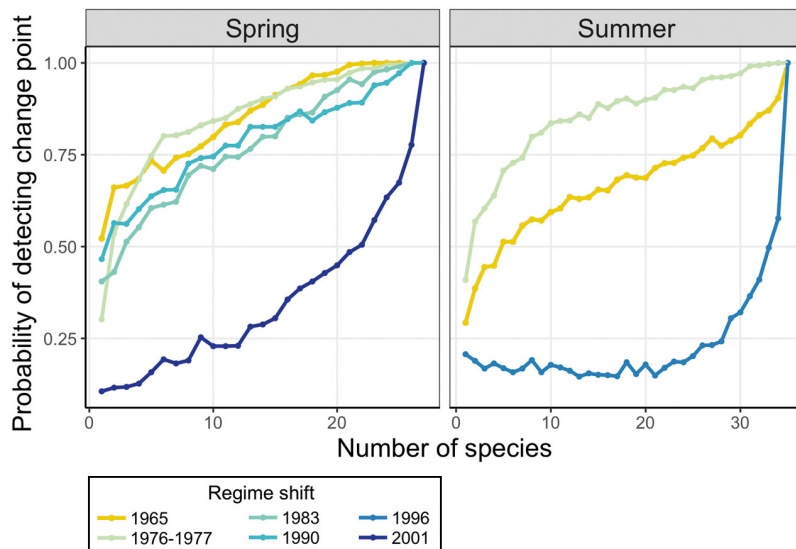 Spring
Summer
Probability of detecting change point
1.00
0.75
0.50
0.25
0 10 20
0 10 20 30
Number of species
Regime shift
1965 1983 1996
1976-1977 1990 2001